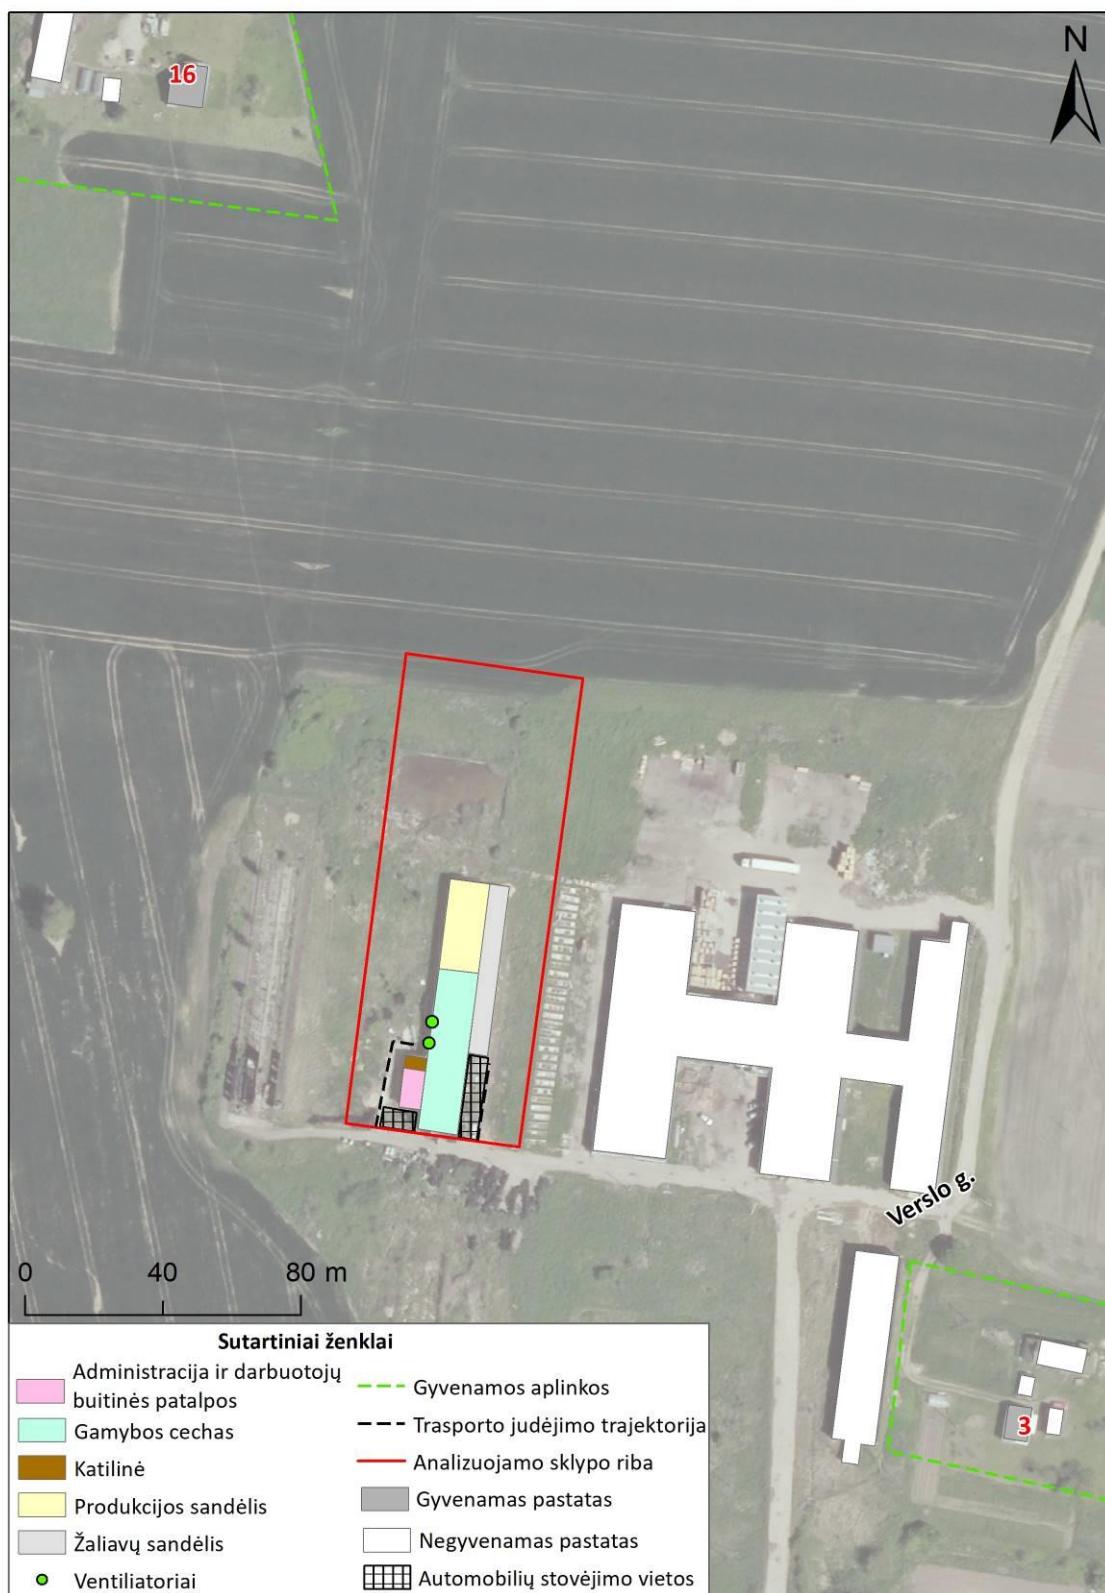 N
16
Verslo g.
0 40 80 m
3
Sutartiniai ženklai
Administracija ir darbuotojų
buitinės patalpos
Gamybos cechas
Katilinė
Produkcijos sandėlis
Žaliavų sandėlis
Ventiliatoriai
Gyvenamos aplinkos
Trasporto judėjimo trajektorija
Analizuojamo sklypo riba
Gyvenamas pastatas
Negyvenamas pastatas
Automobilių stovėjimo vietos